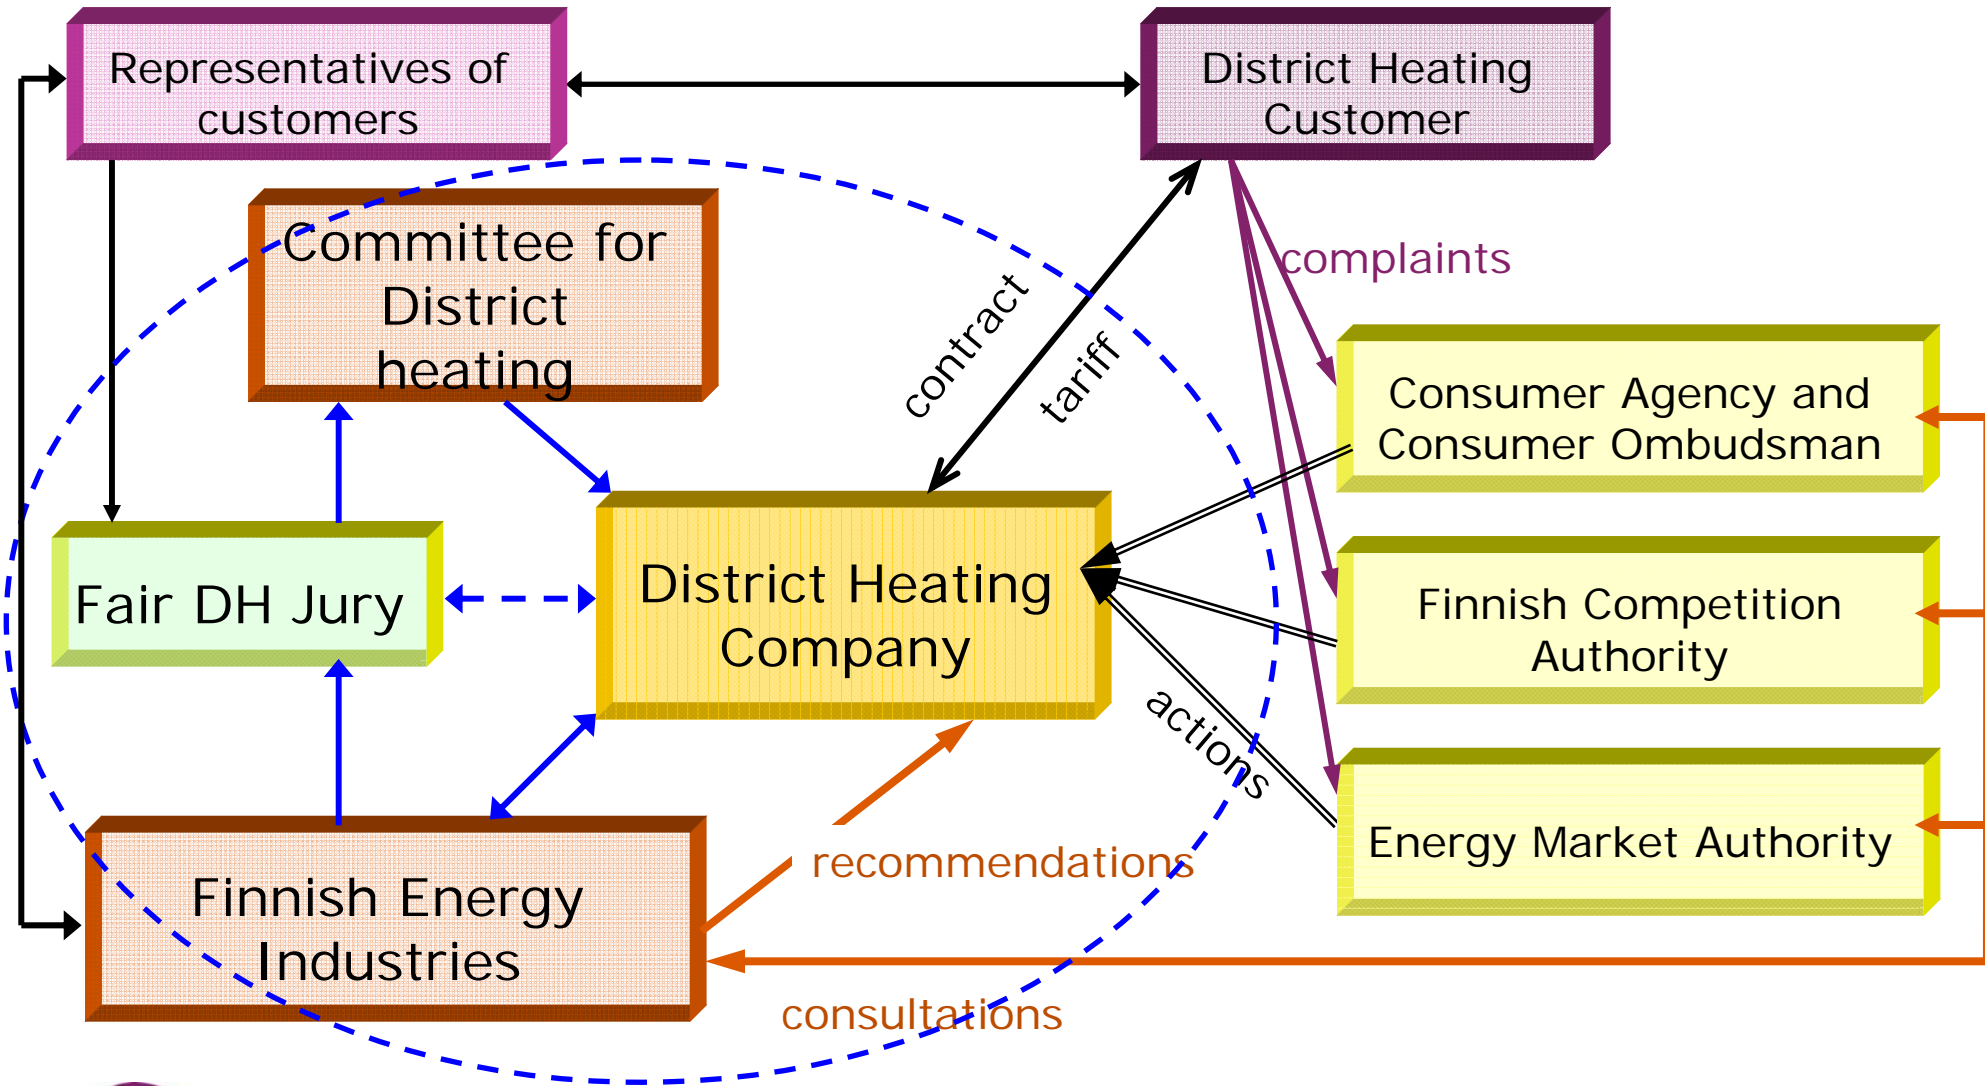 Representatives of
customers
District Heating
Customer
Committee for
District
heating
complaints
contract
tariff
Consumer Agency and
Consumer Ombudsman
Fair DH Jury
District Heating
Company
Finnish Competition
Authority
actions
Energy Market Authority
recommendations
Finnish Energy
Industries
consultations